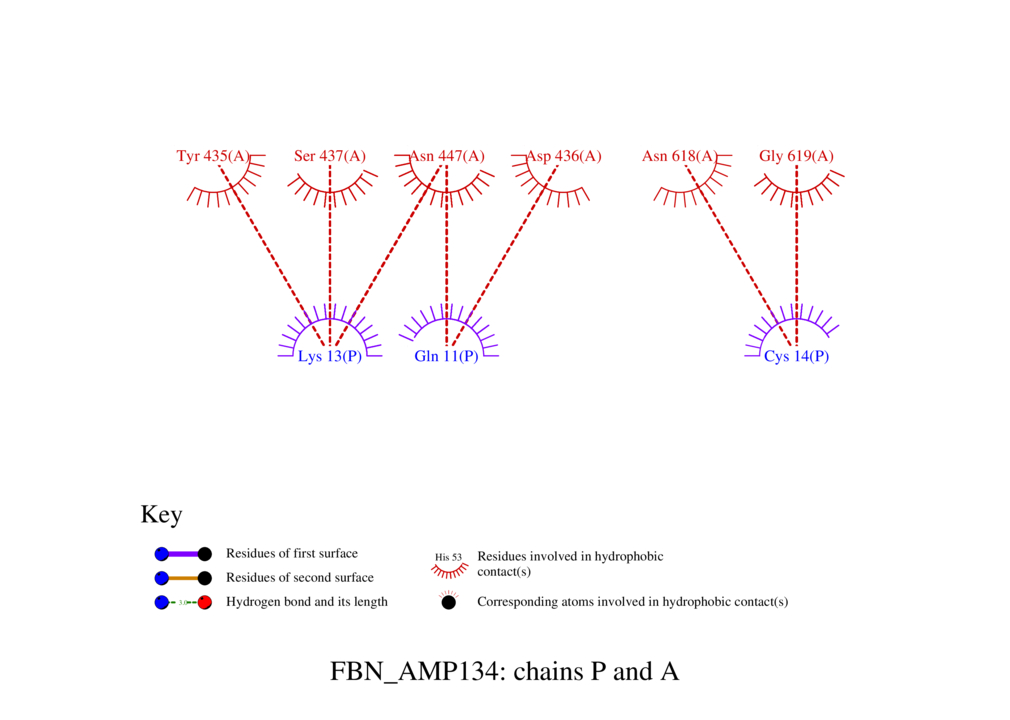 Tyr 435(A) Ser 437(A) Asn 447(A) Asp 436(A) Asn 618(A) Gly 619(A)
Lys 13(P) Gln 11(P) Cys 14(P)
Key
Residues of first surface
Residues of second surface
3.0 Hydrogen bond and its length
His 53 Residues involved in hydrophobic
contact(s)
Corresponding atoms involved in hydrophobic contact(s)
FBN_AMP134: chains P and A